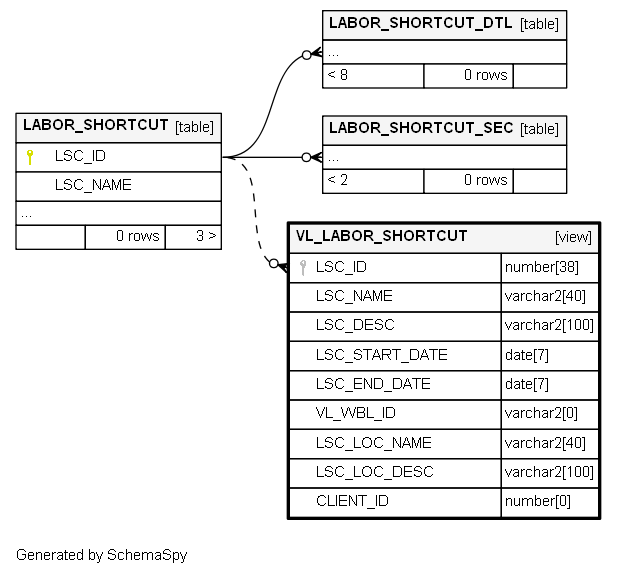 LABOR_SHORTCUT_DTL [table]
...
< 8 0 rows
LABOR_SHORTCUT [table]
LSC_ID
LSC_NAME
...
0 rows 3 >
LABOR_SHORTCUT_SEC [table]
...
< 2 0 rows
VL_LABOR_SHORTCUT [view]
LSC_ID number[38]
LSC_NAME varchar2[40]
LSC_DESC varchar2[100]
LSC_START_DATE date[7]
LSC_END_DATE date[7]
VL_WBL_ID varchar2[0]
LSC_LOC_NAME varchar2[40]
LSC_LOC_DESC varchar2[100]
CLIENT_ID number[0]
Generated by SchemaSpy